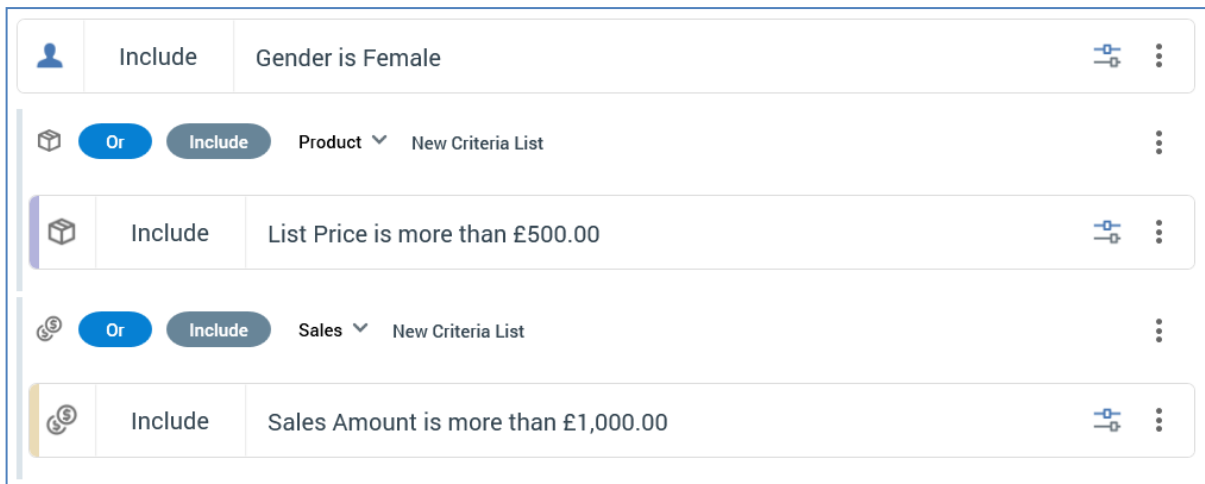 Include Gender is Female
Or Include Product New Criteria List
Include List Price is more than £500.00
Or Include Sales New Criteria List
Include Sales Amount is more than £1,000.00